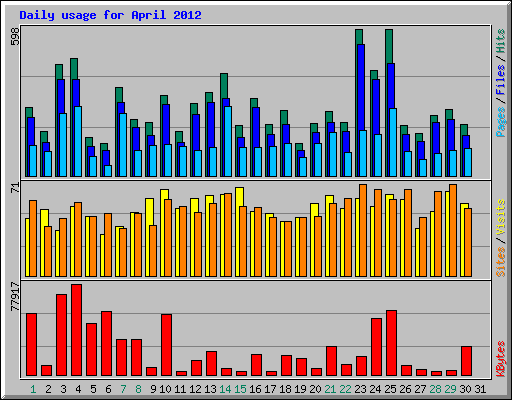 Daily usage for April 2012
598
Pages / Files / Hits
71
Sites / Visits
77917
KBytes
1 2 3 4 5 6 7 8 9 10 11 12 13 14 15 16 17 18 19 20 21 22 23 24 25 26 27 28 29 30 31